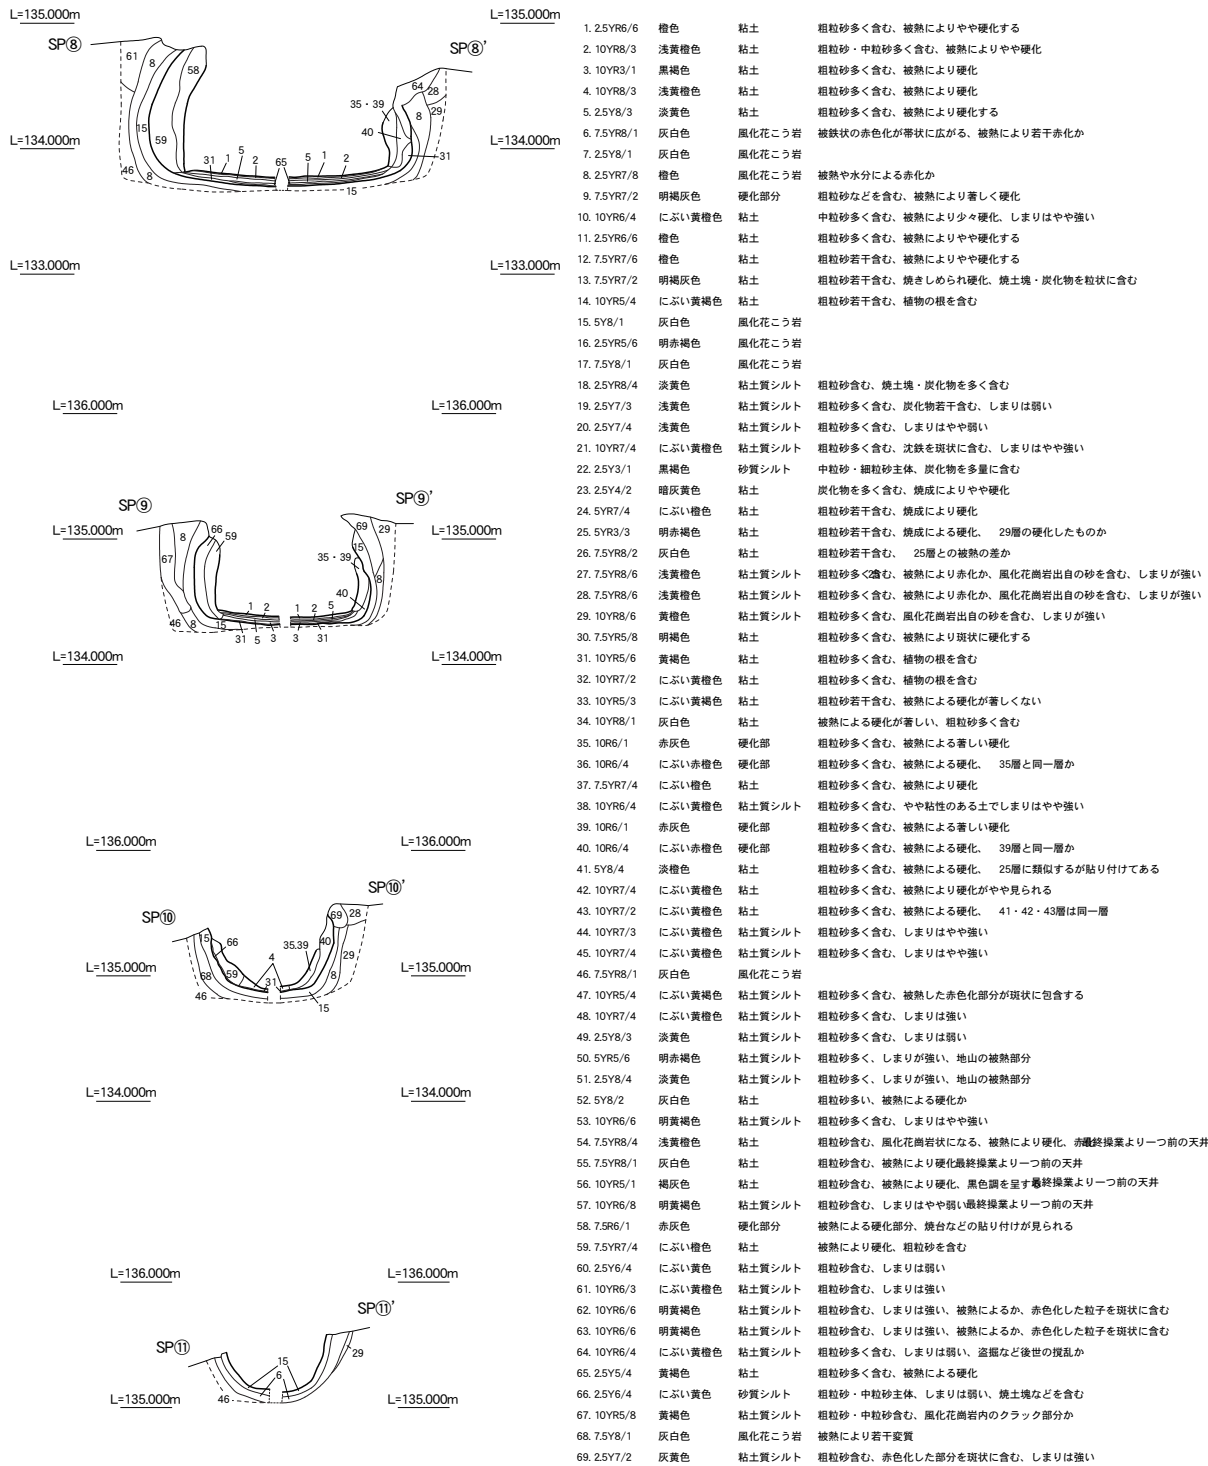 L=135.000m
L=135.000m
SP⑧
SP⑧’
61
8
58
64
28
35・39
8
29
40
L=134.000m
L=134.000m
15
59
31
1
5
2
65
5
1
2
31
46
8
15
L=133.000m
L=133.000m
L=136.000m
L=136.000m
SP⑨
SP⑨’
L=135.000m
L=135.000m
8
66
59
69
29
15
67
35・39
8
40
1
2
1
2
5
46
8
15
31
5
3
3
31
L=134.000m
L=134.000m
L=136.000m
L=136.000m
SP⑩
SP⑩’
15
66
69
28
35.39
40
4
29
L=135.000m
L=135.000m
68
59
31
8
46
15
L=134.000m
L=134.000m
L=136.000m
L=136.000m
SP⑪
SP⑪’
15
29
6
46
L=135.000m
L=135.000m
1. 2.5YR6/6 橙色 粘土 粗粒砂多く含む、被熱によりやや硬化する
2. 10YR8/3 浅黄橙色 粘土 粗粒砂・中粒砂多く含む、被熱によりやや硬化
3. 10YR3/1 黒褐色 粘土 粗粒砂多く含む、被熱により硬化
4. 10YR8/3 浅黄橙色 粘土 粗粒砂多く含む、被熱により硬化
5. 2.5Y8/3 淡黄色 粘土 粗粒砂多く含む、被熱により硬化する
6. 7.5YR8/1 灰白色 風化花こう岩 被鉄状の赤色化が帯状に広がる、被熱により若干赤化か
7. 2.5Y8/1 灰白色 風化花こう岩
8. 2.5YR7/8 橙色 風化花こう岩 被熱や水分による赤化か
9. 7.5YR7/2 明褐灰色 硬化部分 粗粒砂などを含む、被熱により著しく硬化
10. 10YR6/4 にぶい黄橙色 粘土 中粒砂多く含む、被熱により少々硬化、しまりはやや強い
11. 2.5YR6/6 橙色 粘土 粗粒砂多く含む、被熱によりやや硬化する
12. 7.5YR7/6 橙色 粘土 粗粒砂若干含む、被熱によりやや硬化する
13. 7.5YR7/2 明褐灰色 粘土 粗粒砂若干含む、焼きしめられ硬化、焼土塊・炭化物を粒状に含む
14. 10YR5/4 にぶい黄褐色 粘土 粗粒砂若干含む、植物の根を含む
15. 5Y8/1 灰白色 風化花こう岩
16. 2.5YR5/6 明赤褐色 風化花こう岩
17. 7.5Y8/1 灰白色 風化花こう岩
18. 2.5YR8/4 淡黄色 粘土質シルト 粗粒砂含む、焼土塊・炭化物を多く含む
19. 2.5Y7/3 浅黄色 粘土質シルト 粗粒砂多く含む、炭化物若干含む、しまりは弱い
20. 2.5Y7/4 浅黄色 粘土質シルト 粗粒砂多く含む、しまりはやや弱い
21. 10YR7/4 にぶい黄橙色 粘土質シルト 粗粒砂多く含む、沈鉄を斑状に含む、しまりはやや強い
22. 2.5Y3/1 黒褐色 砂質シルト 中粒砂・細粒砂主体、炭化物を多量に含む
23. 2.5Y4/2 暗灰黄色 粘土 炭化物を多く含む、焼成によりやや硬化
24. 5YR7/4 にぶい橙色 粘土 粗粒砂若干含む、焼成により硬化
25. 5YR3/3 明赤褐色 粘土 粗粒砂若干含む、焼成による硬化、 29層の硬化したものか
26. 7.5YR8/2 灰白色 粘土 粗粒砂若干含む、 25層との被熱の差か
27. 7.5YR8/6 浅黄橙色 粘土質シルト 粗粒砂多く含む、被熱により赤化か、風化花崗岩出自の砂を含む、しまりが強い
28. 7.5YR8/6 浅黄橙色 粘土質シルト 粗粒砂多く含む、被熱により赤化か、風化花崗岩出自の砂を含む、しまりが強い
29. 10YR8/6 黄橙色 粘土質シルト 粗粒砂多く含む、風化花崗岩出自の砂を含む、しまりが強い
30. 7.5YR5/8 明褐色 粘土 粗粒砂多く含む、被熱により斑状に硬化する
31. 10YR5/6 黄褐色 粘土 粗粒砂多く含む、植物の根を含む
32. 10YR7/2 にぶい黄橙色 粘土 粗粒砂多く含む、植物の根を含む
33. 10YR5/3 にぶい黄褐色 粘土 粗粒砂若干含む、被熱による硬化が著しくない
34. 10YR8/1 灰白色 粘土 被熱による硬化が著しい、粗粒砂多く含む
35. 10R6/1 赤灰色 硬化部 粗粒砂多く含む、被熱による著しい硬化
36. 10R6/4 にぶい赤橙色 硬化部 粗粒砂多く含む、被熱による硬化、 35層と同一層か
37. 7.5YR7/4 にぶい橙色 粘土 粗粒砂多く含む、被熱により硬化
38. 10YR6/4 にぶい黄橙色 粘土質シルト 粗粒砂多く含む、やや粘性のある土でしまりはやや強い
39. 10R6/1 赤灰色 硬化部 粗粒砂多く含む、被熱による著しい硬化
40. 10R6/4 にぶい赤橙色 硬化部 粗粒砂多く含む、被熱による硬化、 39層と同一層か
41. 5Y8/4 淡橙色 粘土 粗粒砂多く含む、被熱による硬化、 25層に類似するが貼り付けてある
42. 10YR7/4 にぶい黄橙色 粘土 粗粒砂多く含む、被熱により硬化がやや見られる
43. 10YR7/2 にぶい黄橙色 粘土 粗粒砂多く含む、被熱による硬化、 41・42・43層は同一層
44. 10YR7/3 にぶい黄橙色 粘土質シルト 粗粒砂多く含む、しまりはやや強い
45. 10YR7/4 にぶい黄橙色 粘土質シルト 粗粒砂多く含む、しまりはやや強い
46. 7.5YR8/1 灰白色 風化花こう岩
47. 10YR5/4 にぶい黄褐色 粘土質シルト 粗粒砂多く含む、被熱した赤色化部分が斑状に包含する
48. 10YR7/4 にぶい黄橙色 粘土質シルト 粗粒砂多く含む、しまりは強い
49. 2.5Y8/3 淡黄色 粘土質シルト 粗粒砂多く含む、しまりは弱い
50. 5YR5/6 明赤褐色 粘土質シルト 粗粒砂多く、しまりが強い、地山の被熱部分
51. 2.5Y8/4 淡黄色 粘土質シルト 粗粒砂多く、しまりが強い、地山の被熱部分
52. 5Y8/2 灰白色 粘土 粗粒砂多い、被熱による硬化か
53. 10YR6/6 明黄褐色 粘土質シルト 粗粒砂多く含む、しまりはやや強い
54. 7.5YR8/4 浅黄橙色 粘土 粗粒砂含む、風化花崗岩状になる、被熱により硬化、赤化最終操業より一つ前の天井
55. 7.5YR8/1 灰白色 粘土 粗粒砂含む、被熱により硬化最終操業より一つ前の天井
56. 10YR5/1 褐灰色 粘土 粗粒砂含む、被熱により硬化、黒色調を呈する最終操業より一つ前の天井
57. 10YR6/8 明黄褐色 粘土質シルト 粗粒砂含む、しまりはやや弱い最終操業より一つ前の天井
58. 7.5R6/1 赤灰色 硬化部分 被熱による硬化部分、焼台などの貼り付けが見られる
59. 7.5YR7/4 にぶい橙色 粘土 被熱により硬化、粗粒砂を含む
60. 2.5Y6/4 にぶい黄色 粘土質シルト 粗粒砂含む、しまりは弱い
61. 10YR6/3 にぶい黄橙色 粘土質シルト 粗粒砂含む、しまりは強い
62. 10YR6/6 明黄褐色 粘土質シルト 粗粒砂含む、しまりは強い、被熱によるか、赤色化した粒子を斑状に含む
63. 10YR6/6 明黄褐色 粘土質シルト 粗粒砂含む、しまりは強い、被熱によるか、赤色化した粒子を斑状に含む
64. 10YR6/4 にぶい黄橙色 粘土質シルト 粗粒砂多く含む、しまりは弱い、盗掘など後世の撹乱か
65. 2.5Y5/4 黄褐色 粘土 粗粒砂多く含む、被熱による硬化
66. 2.5Y6/4 にぶい黄色 砂質シルト 粗粒砂・中粒砂主体、しまりは弱い、焼土塊などを含む
67. 10YR5/8 黄褐色 粘土質シルト 粗粒砂・中粒砂含む、風化花崗岩内のクラック部分か
68. 7.5Y8/1 灰白色 風化花こう岩 被熱により若干変質
69. 2.5Y7/2 灰黄色 粘土質シルト 粗粒砂含む、赤色化した部分を斑状に含む、しまりは強い